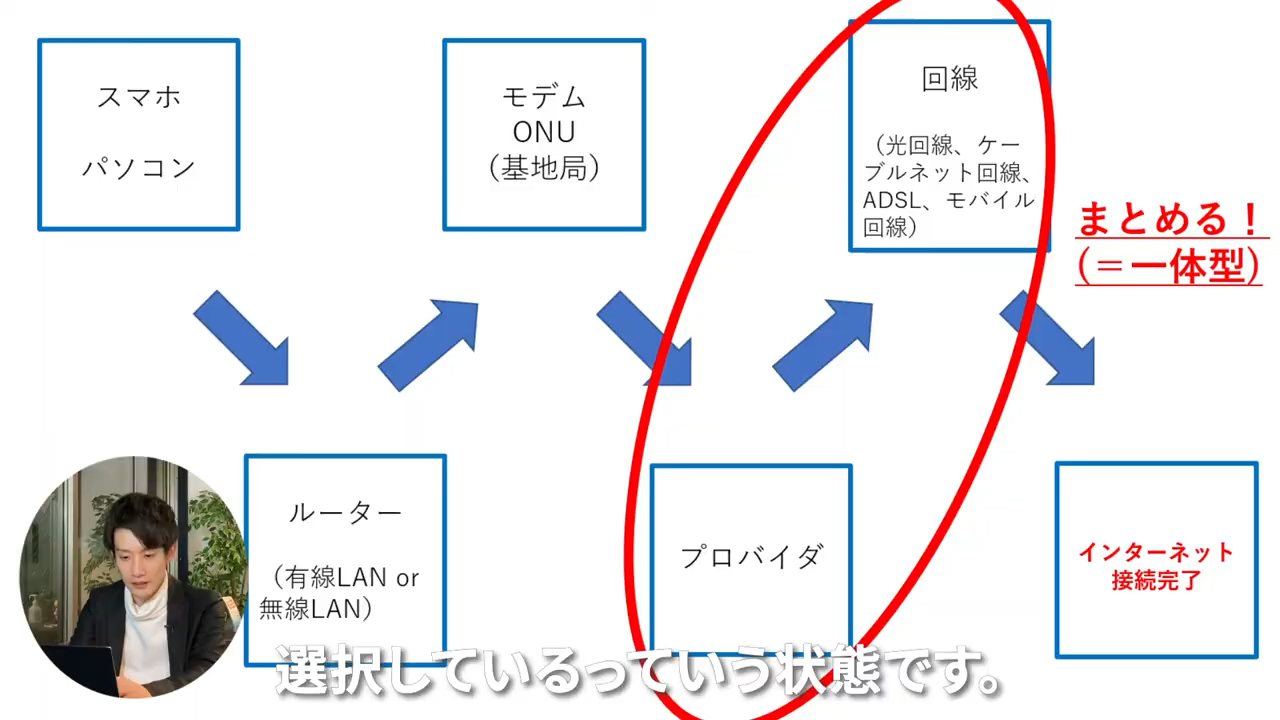 スマホ
パソコン
モデム
ONU
（基地局）
回線
（光回線、ケー
ブルネット回線、
ADSL、モバイル
回線）
まとめる！
（＝一体型）
ルーター
（有線LAN or
無線LAN）
プロバイダ
インターネット
接続完了
選択しているっていう状態です。